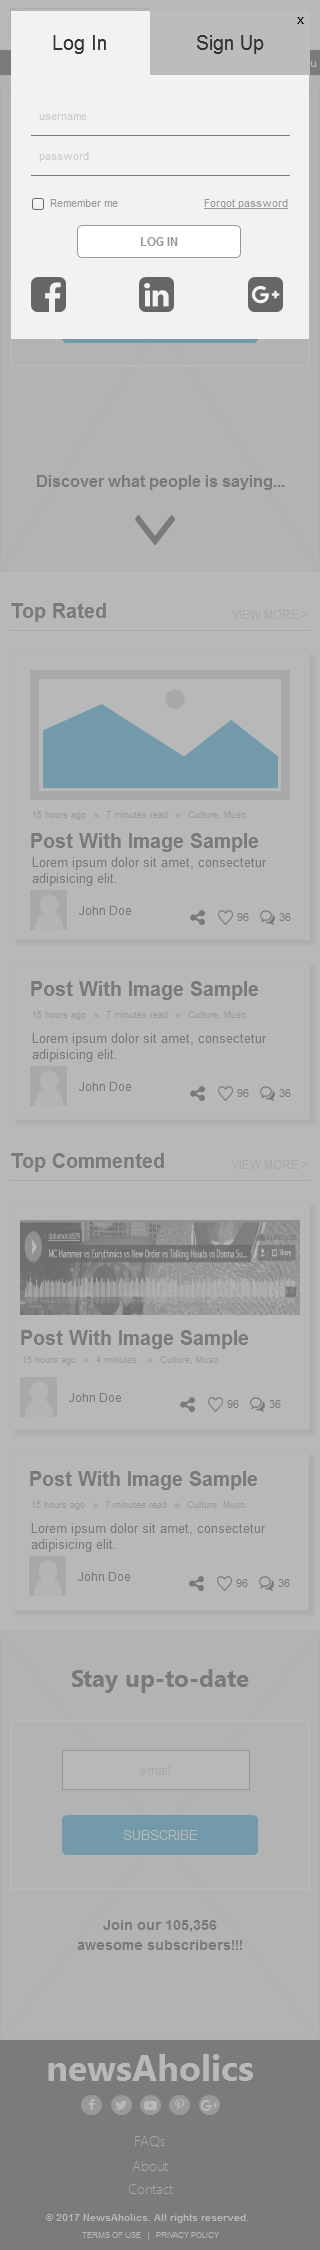 x
Log In
Sign Up
u
username
password
Remember me
Forgot password
LOG IN
Discover what people is saying...
Top Rated
VIEW MORE >
15 hours ago
7 minutes read
Culture, Musc
Post With Image Sample
Lorem ipsum dolor sit amet, consectetur
adipisicing elit.
John Doe
96
36
Post With Image Sample
15 hours ago
7 minutes read
Culture, Musc
Lorem ipsum dolor sit amet, consectetur
adipisicing elit.
John Doe
96
36
Top Commented
VIEW MORE >
djdiamond829
MC Hammer vs Eurythmics vs New Order vs Talking Heads vs Donna Su...
Share
Post With Image Sample
15 hours ago
4 minutes
Culture, Musc
John Doe
96
36
Post With Image Sample
15 hours ago
7 minutes read
Culture, Musc
Lorem ipsum dolor sit amet, consectetur
adipisicing elit.
John Doe
96
36
Stay up-to-date
email
SUBSCRIBE
Join our 105,356
awesome subscribers!!!
newsAholics
FAQs
About
Contact
© 2017 NewsAholics. All rights reserved.
TERMS OF USE | PRIVACY POLICY